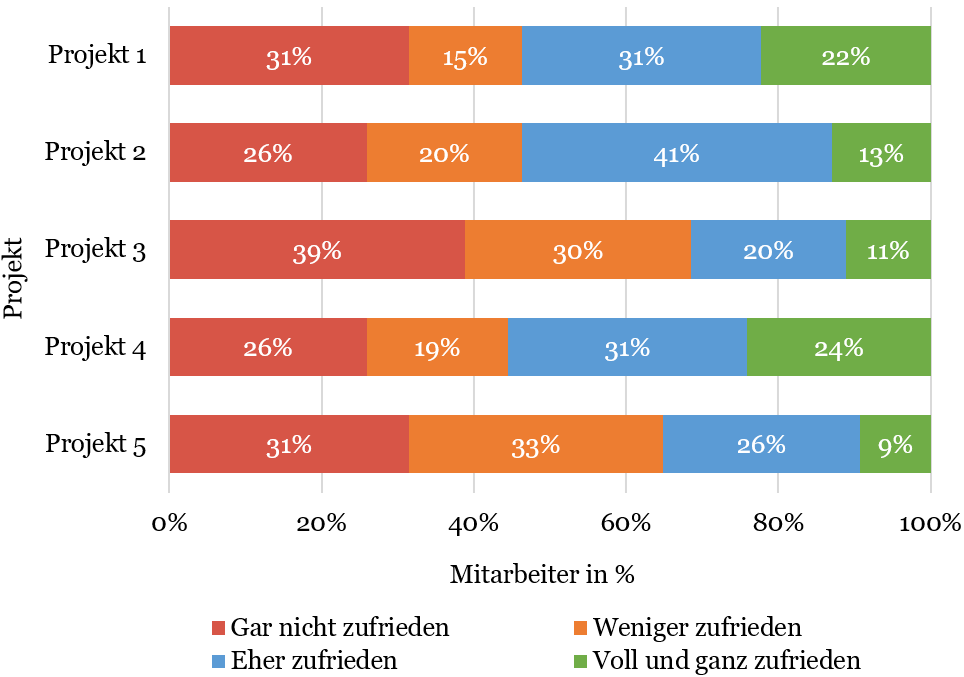 Projekt 1
31%
15%
31%
22%
Projekt 2
26%
20%
41%
13%
Projekt 3
39%
30%
20%
11%
Projekt 4
26%
19%
31%
24%
Projekt 5
31%
33%
26%
9%
Projekt
0%
20%
40%
60%
80%
100%
Mitarbeiter in %
Gar nicht zufrieden
Weniger zufrieden
Eher zufrieden
Voll und ganz zufrieden